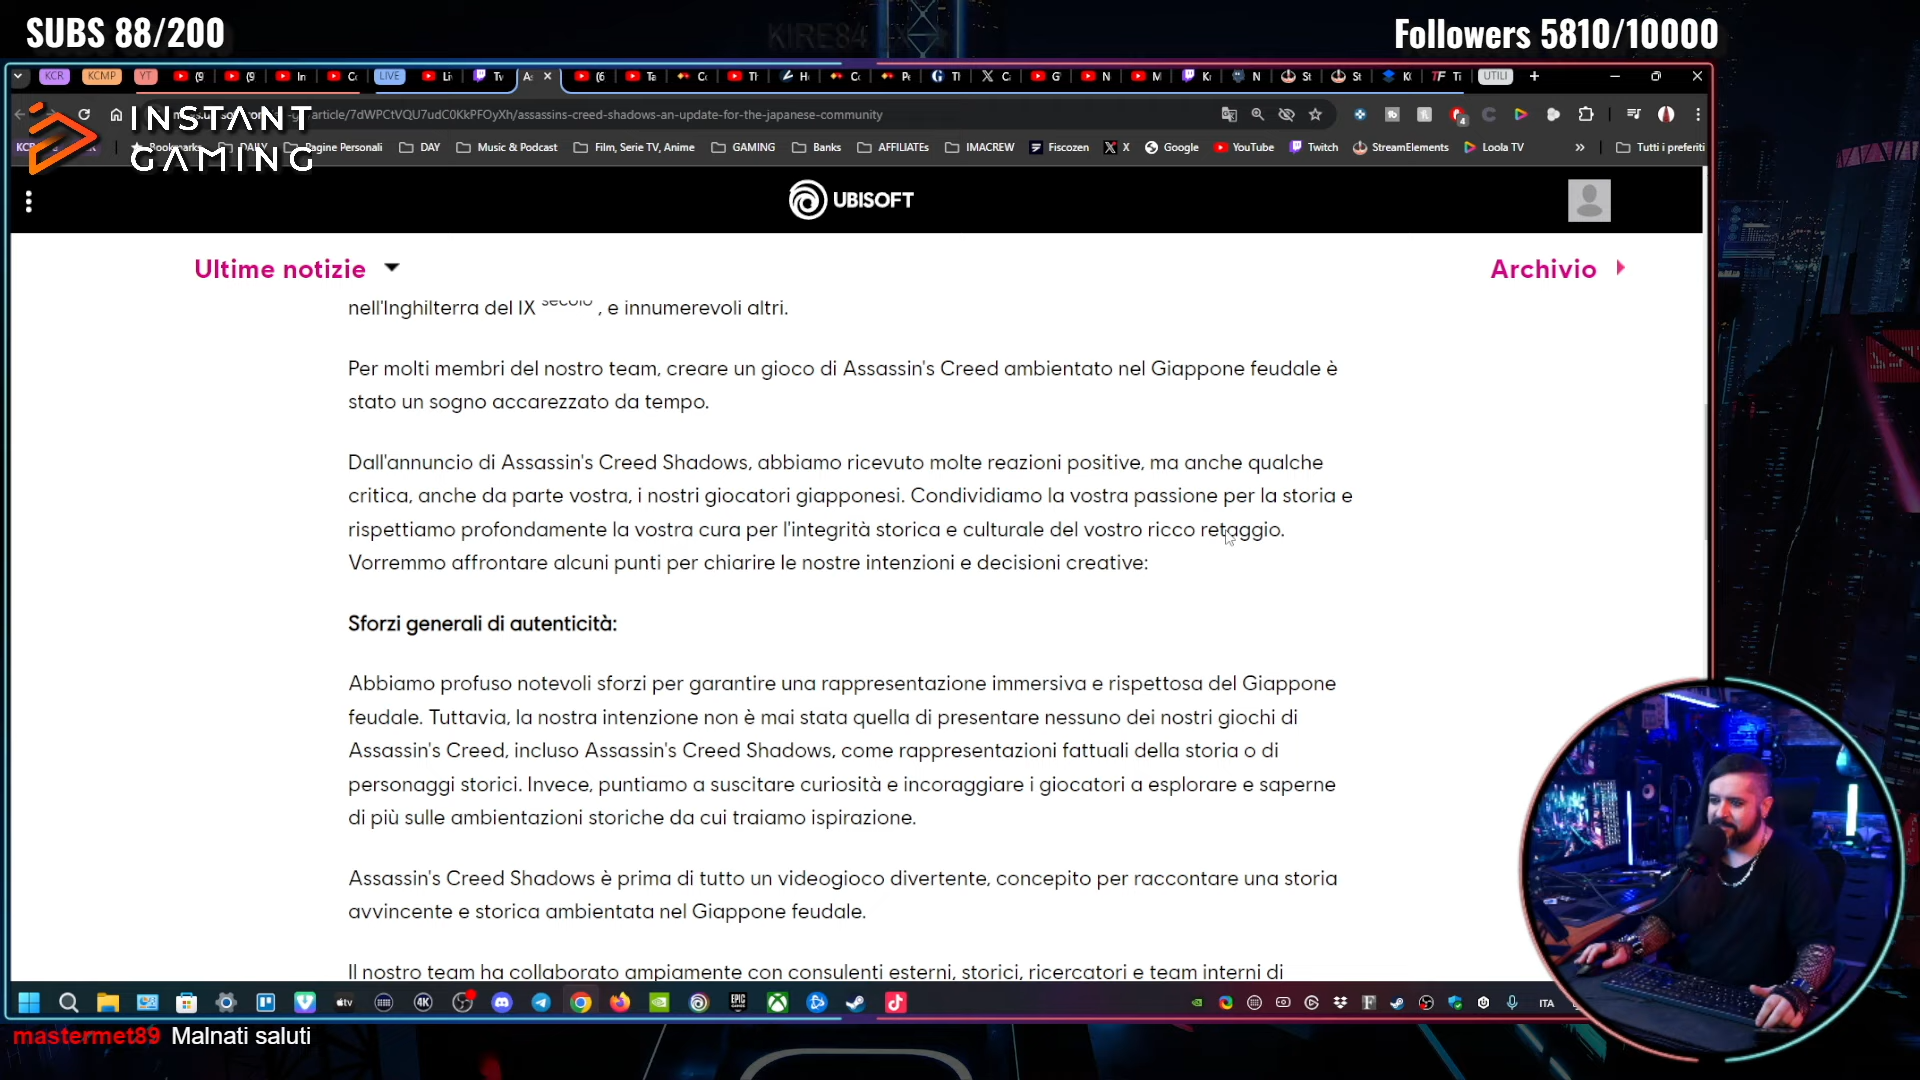 SUBS 88/200
KIRE84
Followers 5810/10000
KCR
KCMP
YT
LIVE
UTILI
INSTANT
GAMING
article/7dWPCtVQU7udC0KkPFOyXh/assassins-creed-shadows-an-update-for-the-japanese-community
Bookmarks
DAILY
Pagine Personali
DAY
Music & Podcast
Film, Serie TV, Anime
GAMING
Banks
AFFILIATEs
IMACREW
Fiscozen
X
Google
YouTube
Twitch
StreamElements
Loola TV
»
Tutti i preferiti
UBISOFT
Ultime notizie
Archivio
nell'Inghilterra del IX secolo , e innumerevoli altri.
Per molti membri del nostro team, creare un gioco di Assassin's Creed ambientato nel Giappone feudale è
stato un sogno accarezzato da tempo.
Dall'annuncio di Assassin's Creed Shadows, abbiamo ricevuto molte reazioni positive, ma anche qualche
critica, anche da parte vostra, i nostri giocatori giapponesi. Condividiamo la vostra passione per la storia e
rispettiamo profondamente la vostra cura per l'integrità storica e culturale del vostro ricco retaggio.
Vorremmo affrontare alcuni punti per chiarire le nostre intenzioni e decisioni creative:
Sforzi generali di autenticità:
Abbiamo profuso notevoli sforzi per garantire una rappresentazione immersiva e rispettosa del Giappone
feudale. Tuttavia, la nostra intenzione non è mai stata quella di presentare nessuno dei nostri giochi di
Assassin's Creed, incluso Assassin's Creed Shadows, come rappresentazioni fattuali della storia o di
personaggi storici. Invece, puntiamo a suscitare curiosità e incoraggiare i giocatori a esplorare e saperne
di più sulle ambientazioni storiche da cui traiamo ispirazione.
Assassin's Creed Shadows è prima di tutto un videogioco divertente, concepito per raccontare una storia
avvincente e storica ambientata nel Giappone feudale.
Il nostro team ha collaborato ampiamente con consulenti esterni, storici, ricercatori e team interni di
ITA
mastermet89 Malnati saluti